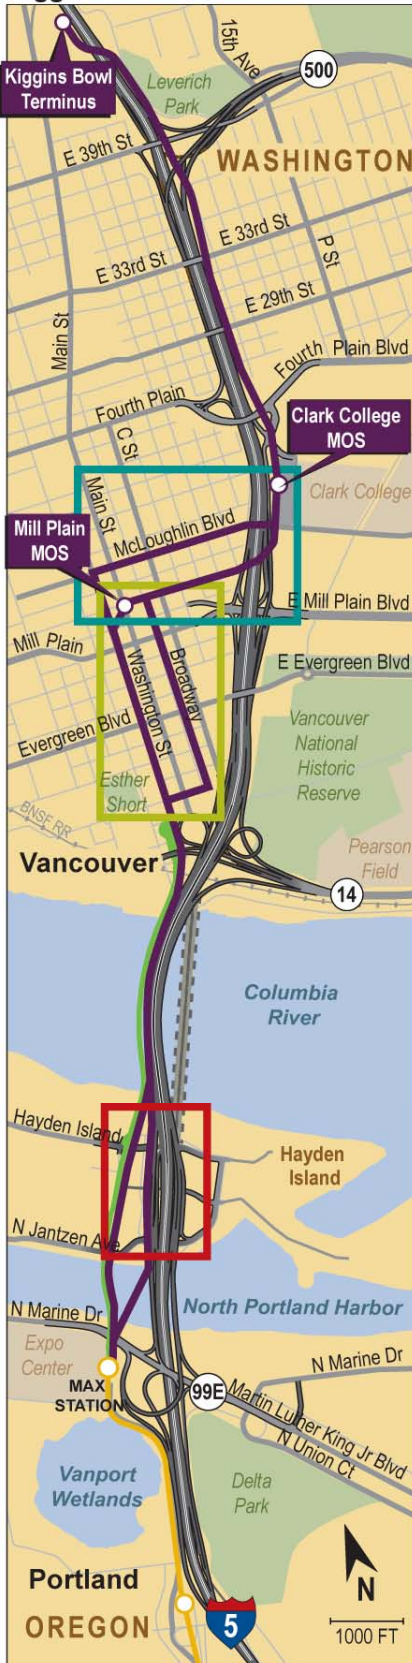 15th Ave
500
Kiggins Bowl
Terminus
Leverich
Park
E 39th St
WASHINGTON
E 33rd St
E 33rd St
P St
E 29th St
Main St
Fourth Plain Blvd
Fourth Plain
C St
Clark College
MOS
Main St
Clark College
McLoughlin Blvd
Mill Plain
MOS
E Mill Plain Blvd
Mill Plain
E Evergreen Blvd
Washington St
Broadway
Evergreen Blvd
Vancouver
National
Historic
Reserve
Esther
Short
BNSF RR
Vancouver
Pearson
Field
14
Columbia
River
Hayden Island
Hayden
Island
N Jantzen Ave
North Portland Harbor
N Marine Dr
Expo
Center
N Marine Dr
MAX
STATION
99E
Martin Luther King Jr Blvd
N Union Ct
Vanport
Wetlands
Delta
Park
Portland
N
OREGON
5
1000 FT